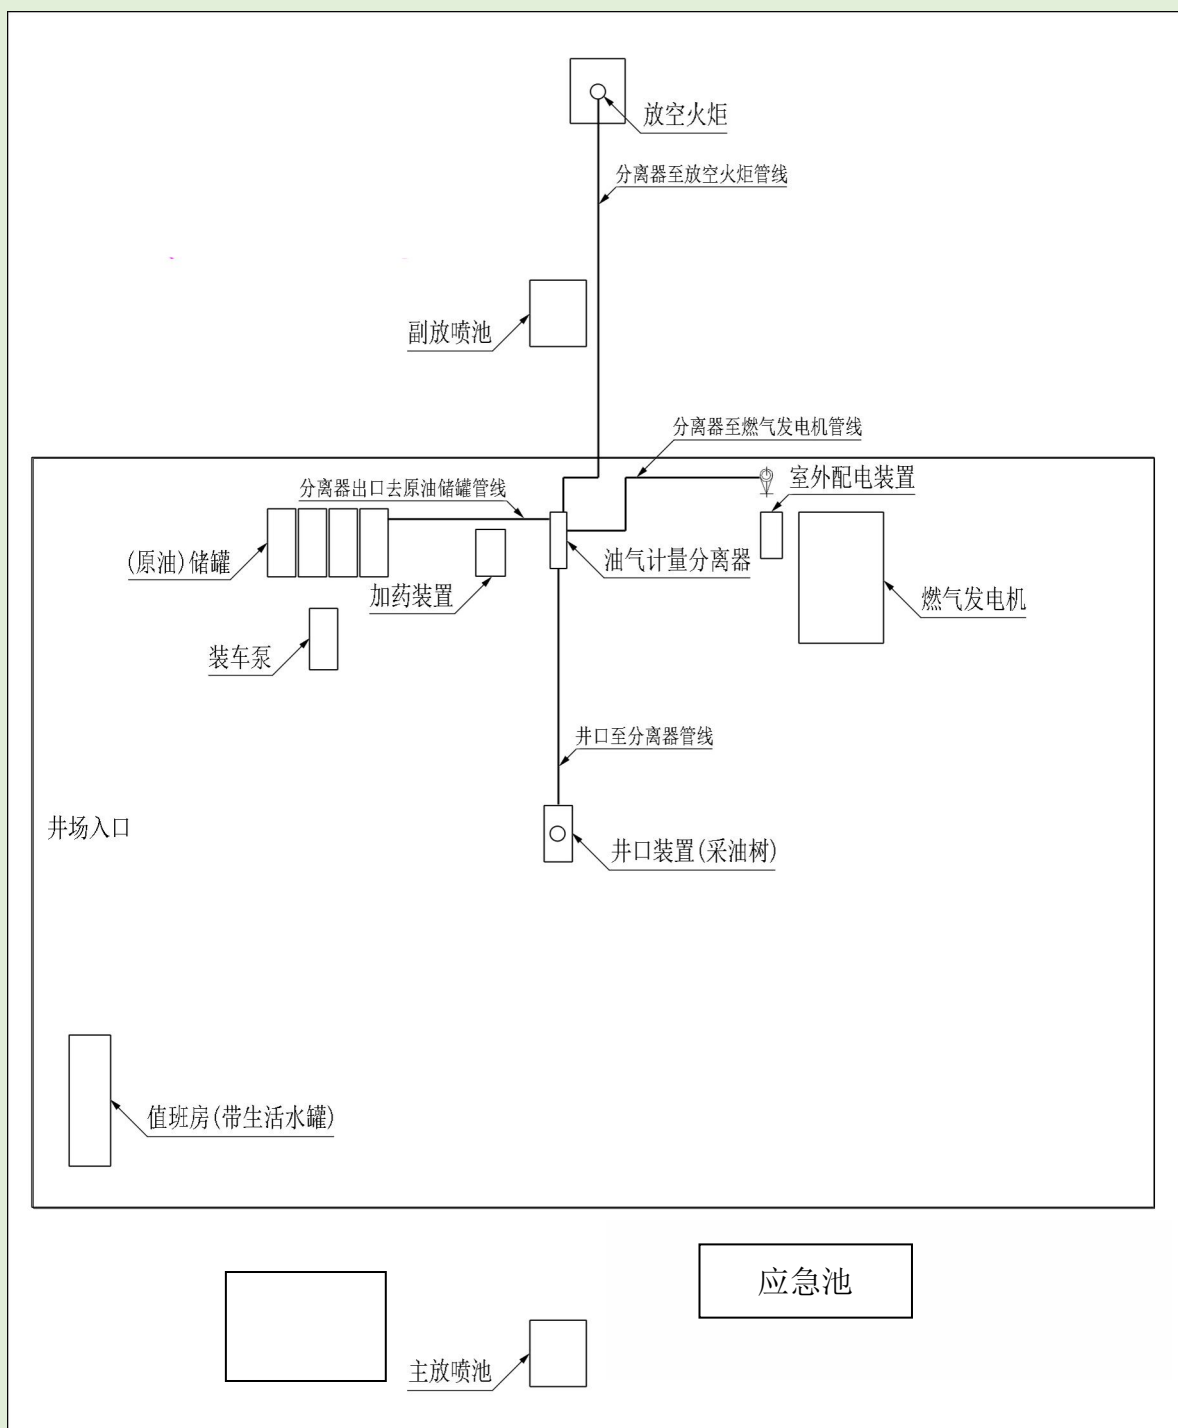 放空火炬
分离器至放空火炬管线
副放喷池
分离器至燃气发电机管线
室外配电装置
分离器出口去原油储罐管线
(原油)储罐
油气计量分离器
加药装置
燃气发电机
装车泵
井口至分离器管线
井场入口
井口装置(采油树)
值班房(带生活水罐)
应急池
主放喷池